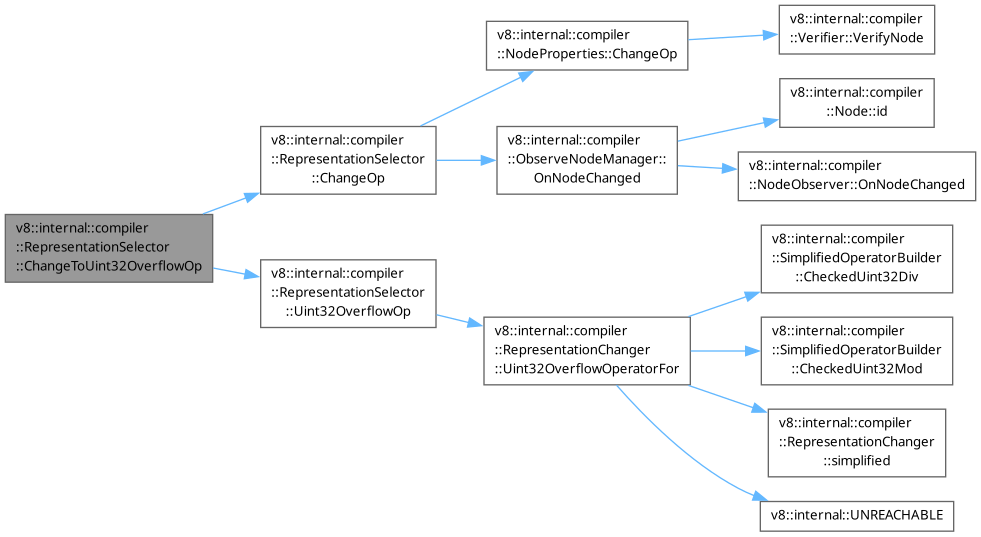 v8::internal::compiler
::Verifier::VerifyNode
v8::internal::compiler
::NodeProperties::ChangeOp
v8::internal::compiler
::Node::id
v8::internal::compiler
::RepresentationSelector
::ChangeOp
v8::internal::compiler
::ObserveNodeManager::
OnNodeChanged
v8::internal::compiler
::NodeObserver::OnNodeChanged
v8::internal::compiler
::RepresentationSelector
::ChangeToUint32OverflowOp
v8::internal::compiler
::SimplifiedOperatorBuilder
::CheckedUint32Div
v8::internal::compiler
::RepresentationSelector
::Uint32OverflowOp
v8::internal::compiler
::RepresentationChanger
::Uint32OverflowOperatorFor
v8::internal::compiler
::SimplifiedOperatorBuilder
::CheckedUint32Mod
v8::internal::compiler
::RepresentationChanger
::simplified
v8::internal::UNREACHABLE